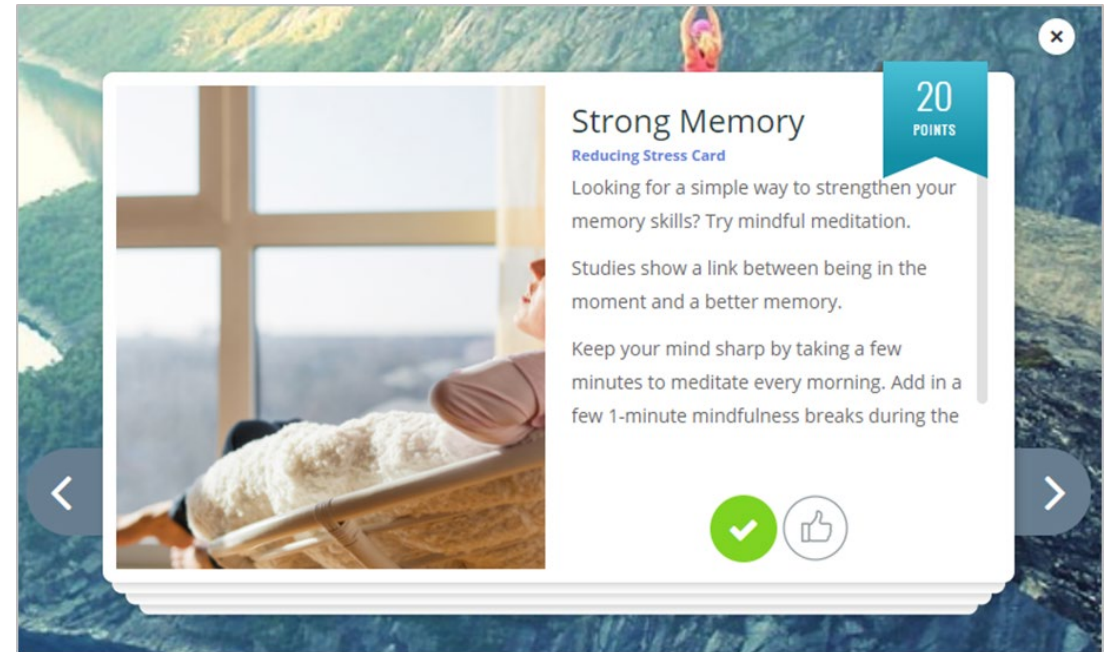 20
POINTS
Strong Memory
Reducing Stress Card
Looking for a simple way to strengthen your
memory skills? Try mindful meditation.
Studies show a link between being in the
moment and a better memory.
Keep your mind sharp by taking a few
minutes to meditate every morning. Add in a
few 1-minute mindfulness breaks during the